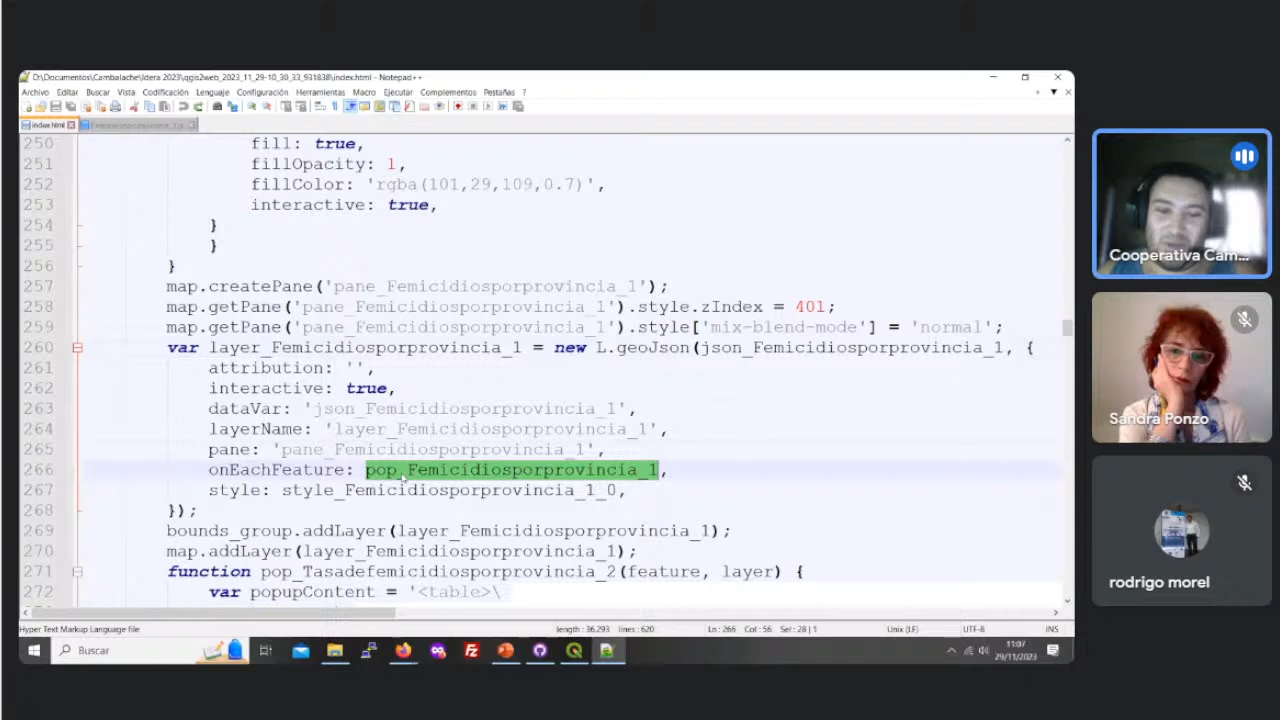 D:\Documentos\Cambalache\Idera 2023\qgis2web_2023_11_29-10_30_33_931838\index.html - Notepad++
Archivo Editar Buscar Vista Codificación Lenguaje Configuración Herramientas Macro Ejecutar Complementos Pestañas ?
index.html
250 fill: true,
251 fillOpacity: 1,
252 fillColor: 'rgba(101,29,109,0.7)',
253 interactive: true,
254 }
255 }
256 }
257 map.createPane('pane_Femicidiosporprovincia_1');
258 map.getPane('pane_Femicidiosporprovincia_1').style.zIndex = 401;
259 map.getPane('pane_Femicidiosporprovincia_1').style['mix-blend-mode'] = 'normal';
260 var layer_Femicidiosporprovincia_1 = new L.geoJson(json_Femicidiosporprovincia_1, {
261 attribution: '',
262 interactive: true,
263 dataVar: 'json_Femicidiosporprovincia_1',
264 layerName: 'layer_Femicidiosporprovincia_1',
265 pane: 'pane_Femicidiosporprovincia_1',
266 onEachFeature: pop_Femicidiosporprovincia_1,
267 style: style_Femicidiosporprovincia_1_0,
268 });
269 bounds_group.addLayer(layer_Femicidiosporprovincia_1);
270 map.addLayer(layer_Femicidiosporprovincia_1);
271 function pop_Tasadefemicidiosporprovincia_2(feature, layer) {
272 var popupContent = '<table>\
Hyper Text Markup Language file length : 36.293 lines : 620 Ln : 266 Col : 56 Sel : 28 | 1 Unix (LF) UTF-8 INS
Buscar
11:07
29/11/2023
Cooperativa Cam...
Sandra Ponzo
rodrigo morel